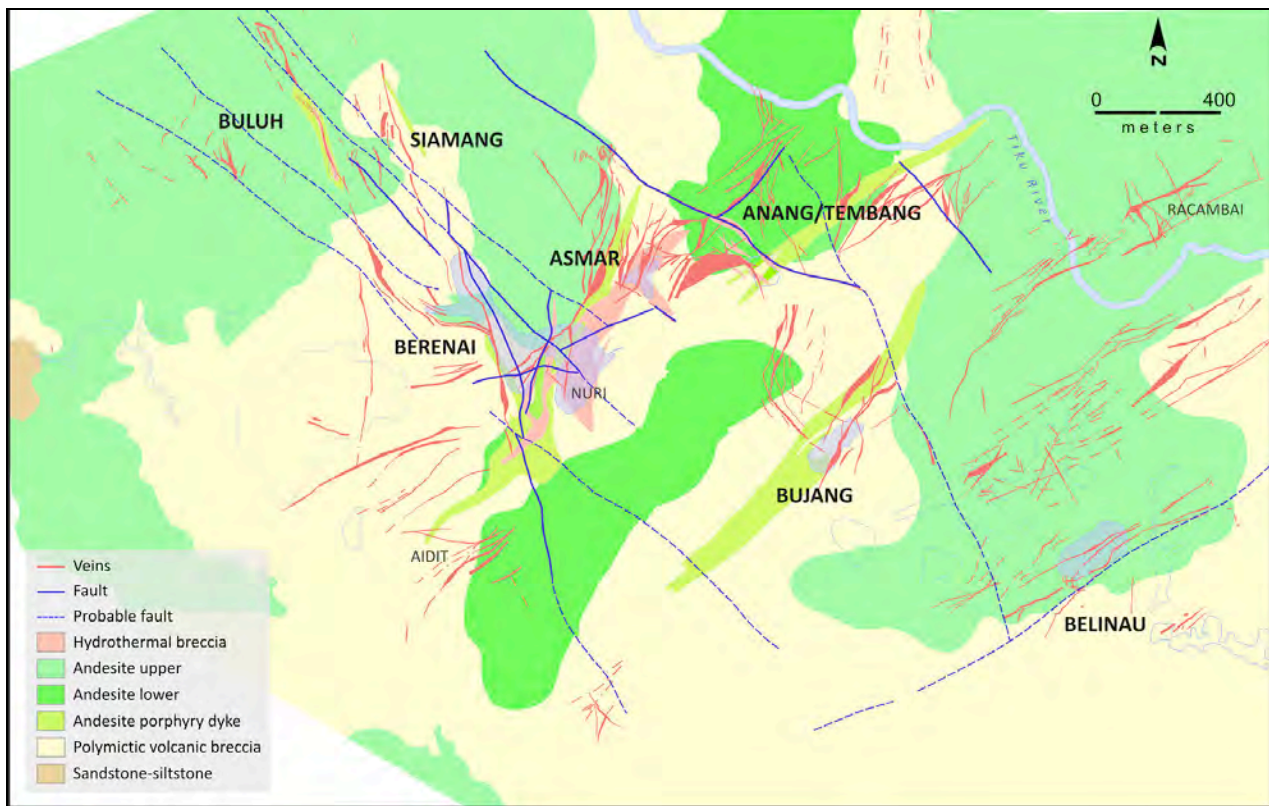 N
0 400
meters
BULUH
SIAMANG
Tiku River
ANANG/TEMBANG
RACAMBAI
ASMAR
BERENAI
NURI
BUJANG
AIDIT
BELINAU
Veins
Fault
Probable fault
Hydrothermal breccia
Andesite upper
Andesite lower
Andesite porphyry dyke
Polymictic volcanic breccia
Sandstone-siltstone